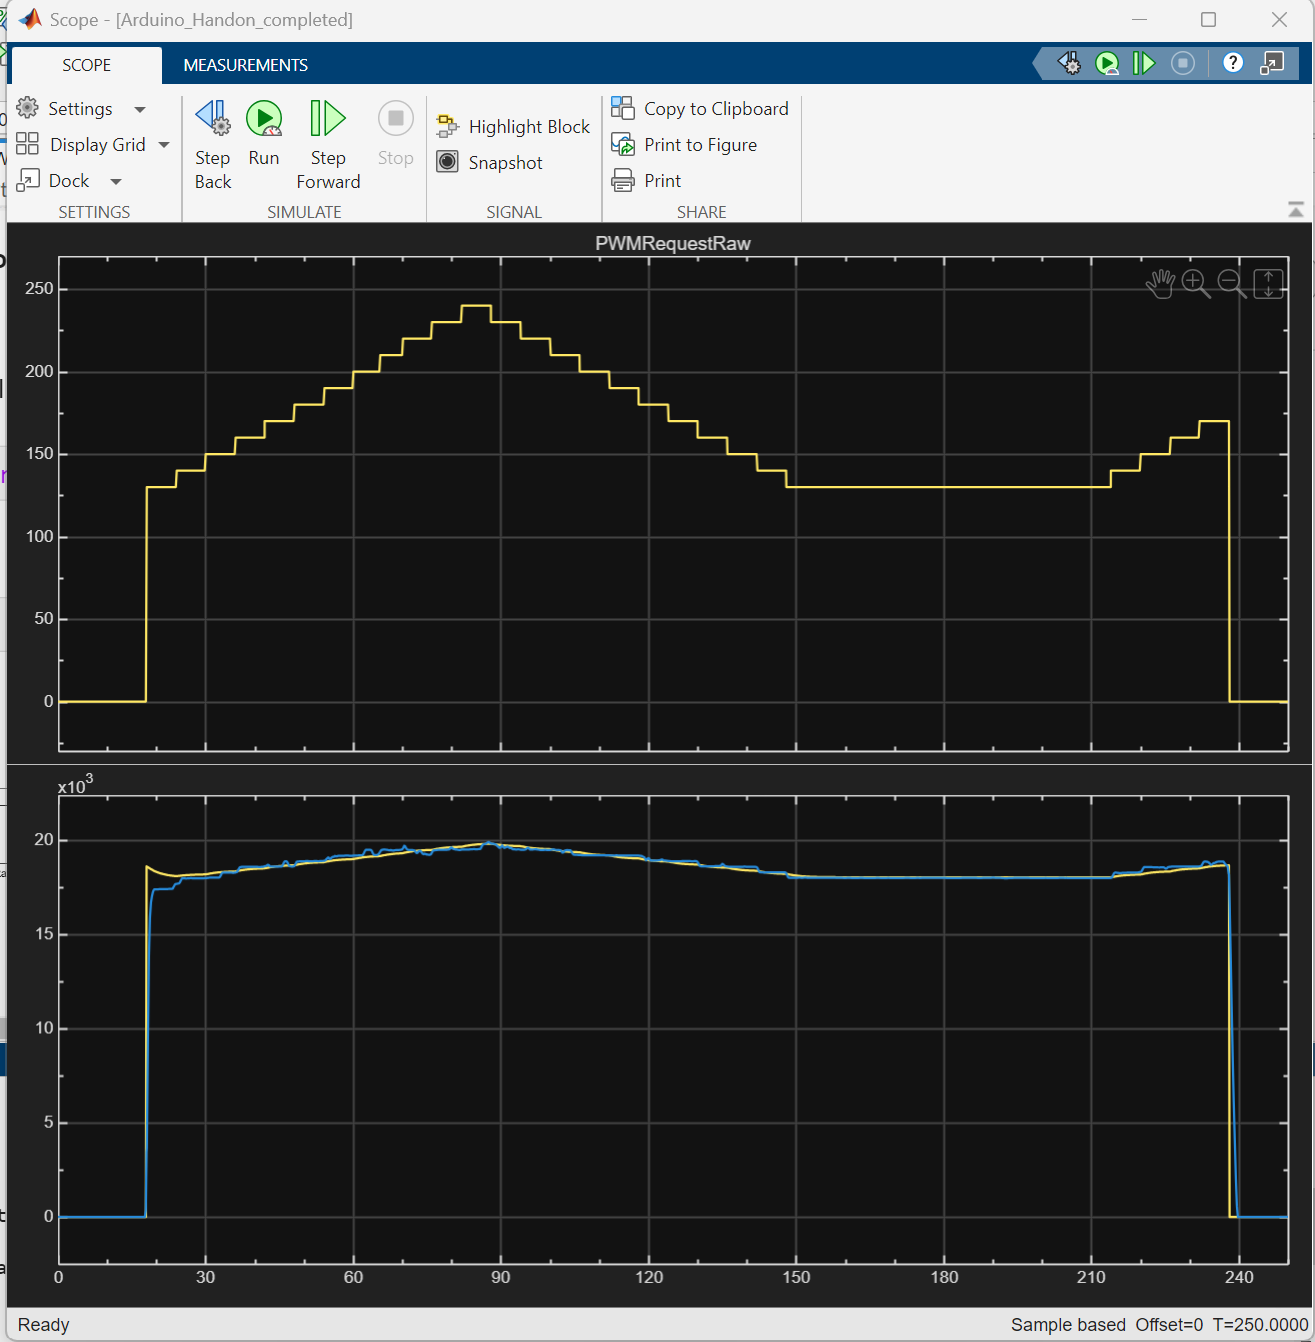 Scope - [Arduino_Handon_completed]
SCOPE MEASUREMENTS
Settings
Display Grid
Dock
SETTINGS
Step Back
Run
Step Forward
Stop
SIMULATE
Highlight Block
Snapshot
SIGNAL
Copy to Clipboard
Print to Figure
Print
SHARE
PWMRequestRaw
250
200
150
100
50
0
x10³
20
15
10
5
0
0 30 60 90 120 150 180 210 240
Ready
Sample based Offset=0 T=250.0000